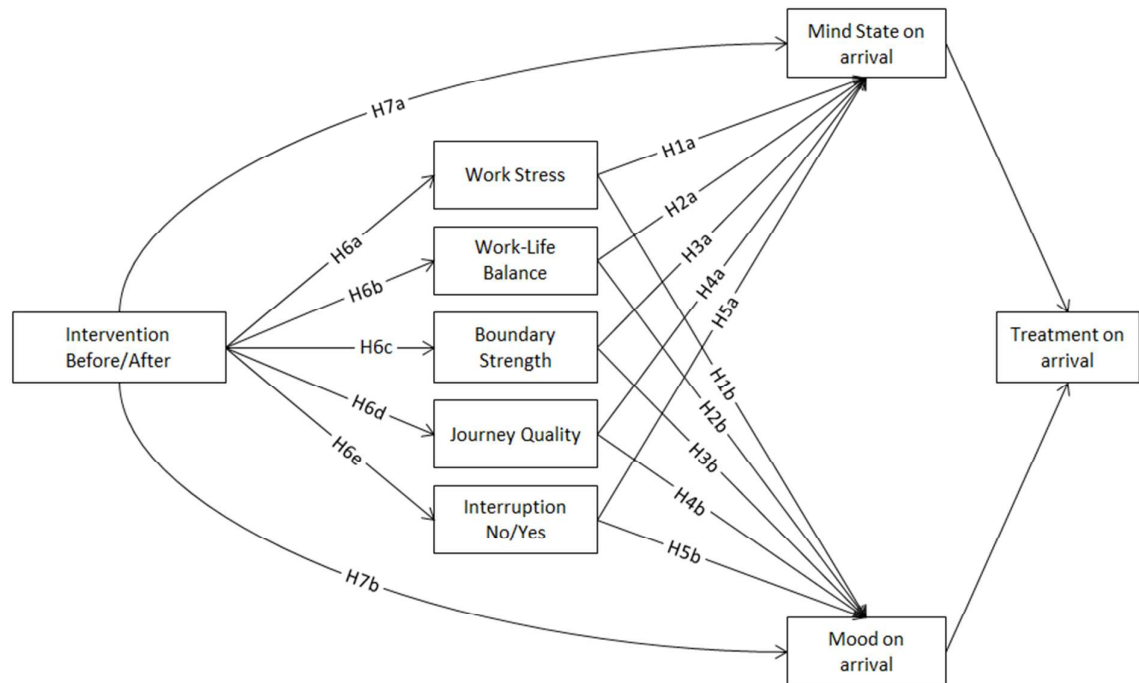 Mind State on
arrival
H7a
H1a
Work Stress
H2a
H3a
H6a
Work-Life
Balance
H4a
H6b
H5a
Intervention
Before/After
H6c
Boundary
Strength
Treatment on
arrival
H1b
H6d
H2b
Journey Quality
H3b
H6e
H4b
Interruption
No/Yes
H5b
H7b
Mood on
arrival